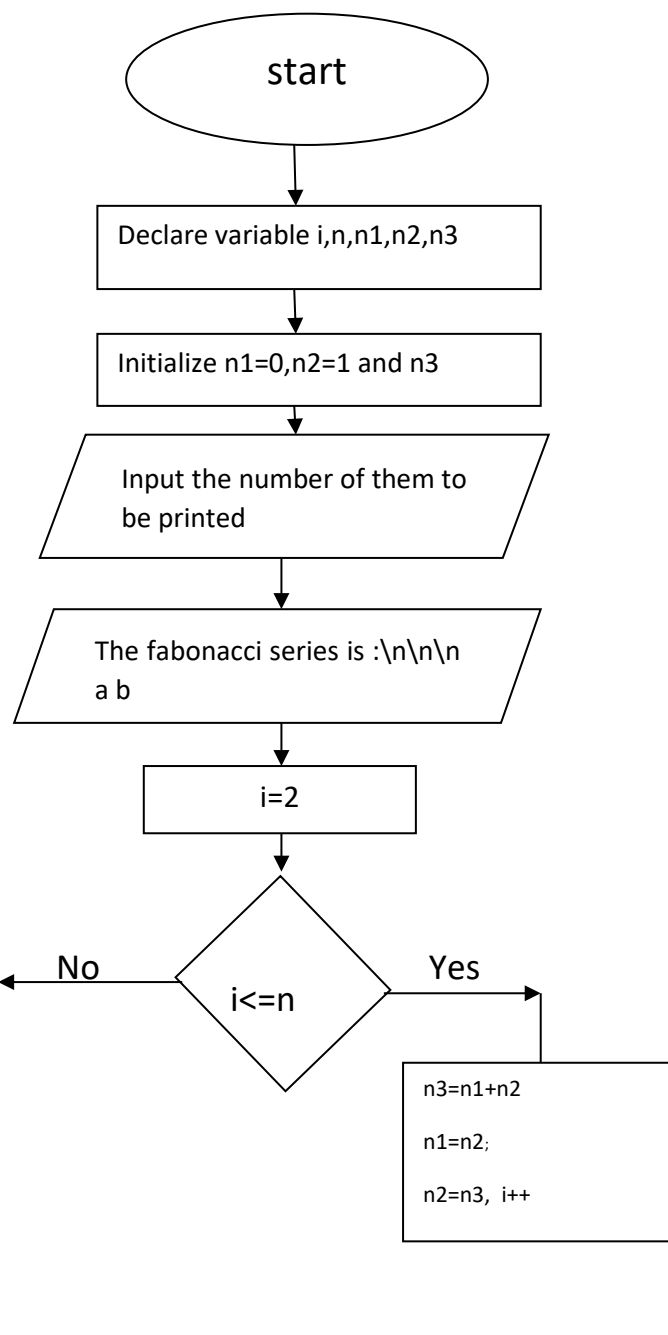 start
Declare variable i,n,n1,n2,n3
Initialize n1=0,n2=1 and n3
Input the number of them to
be printed
The fabonacci series is :\n\n\n
a b
i=2
No
Yes
i<=n
n3=n1+n2
n1=n2;
n2=n3, i++